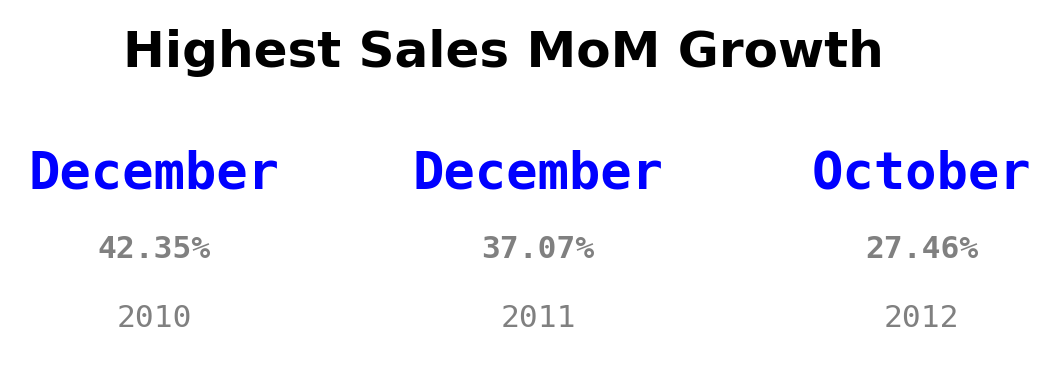 Highest Sales MoM Growth
December December October
42.35% 37.07% 27.46%
2010 2011 2012